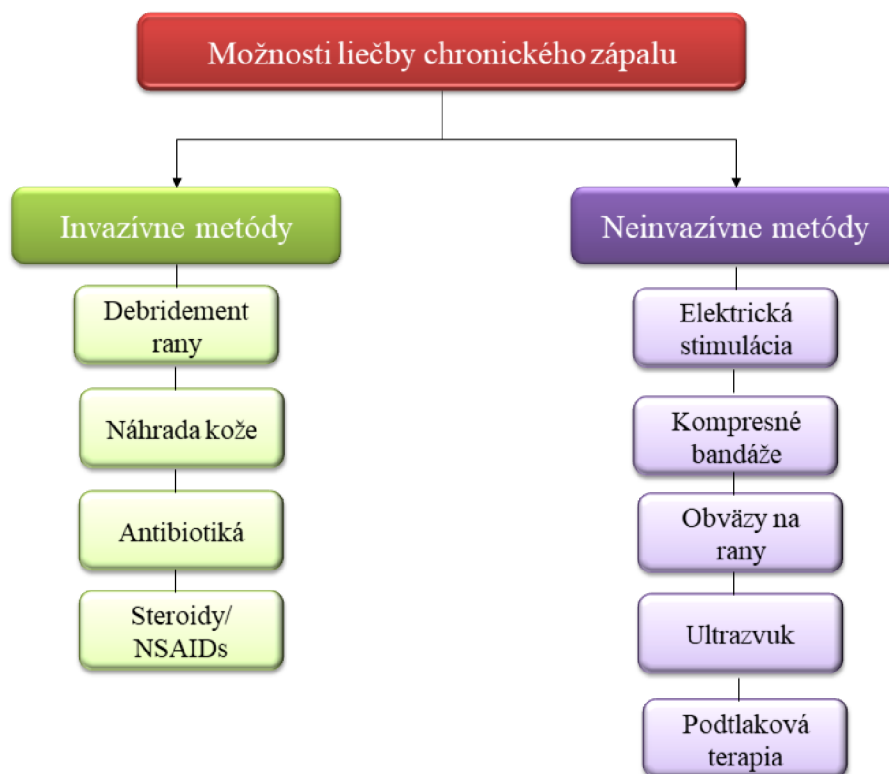 Možnosti liečby chronického zápalu
Invazívne metódy
Debridement
rany
Náhrada kože
Antibiotiká
Steroidy/
NSAIDs
Neinvazívne metódy
Elektrická
stimulácia
Kompresné
bandáže
Obväzy na
rany
Ultrazvuk
Podtlaková
terapia